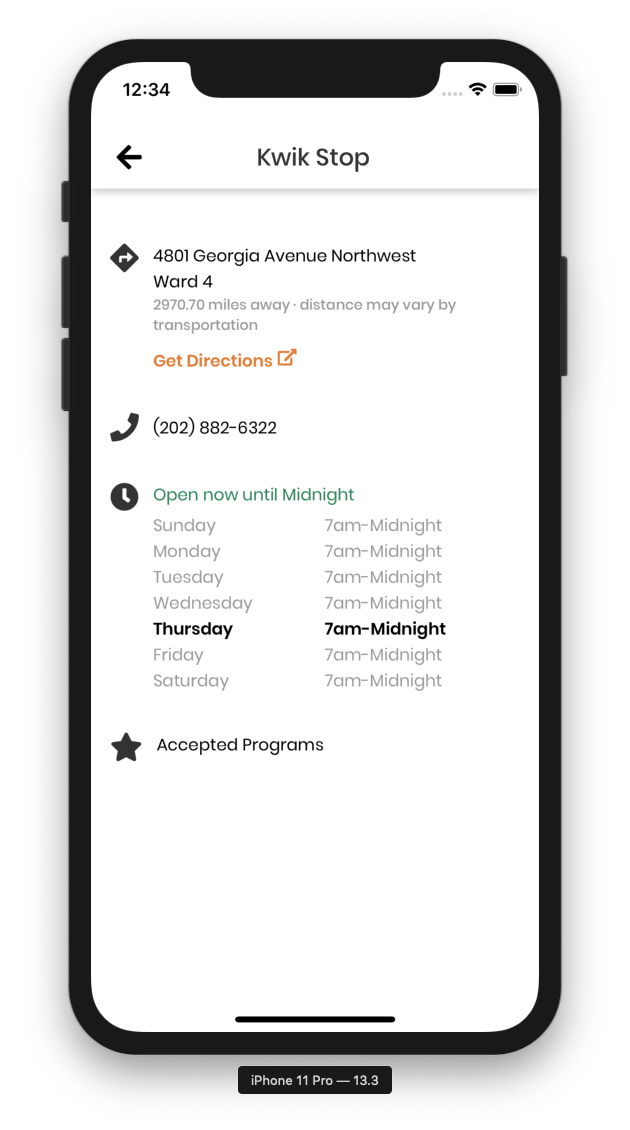 12:34
Kwik Stop
4801 Georgia Avenue Northwest
Ward 4
2970.70 miles away · distance may vary by
transportation
Get Directions
(202) 882-6322
Open now until Midnight
Sunday 7am-Midnight
Monday 7am-Midnight
Tuesday 7am-Midnight
Wednesday 7am-Midnight
Thursday 7am-Midnight
Friday 7am-Midnight
Saturday 7am-Midnight
Accepted Programs
iPhone 11 Pro — 13.3